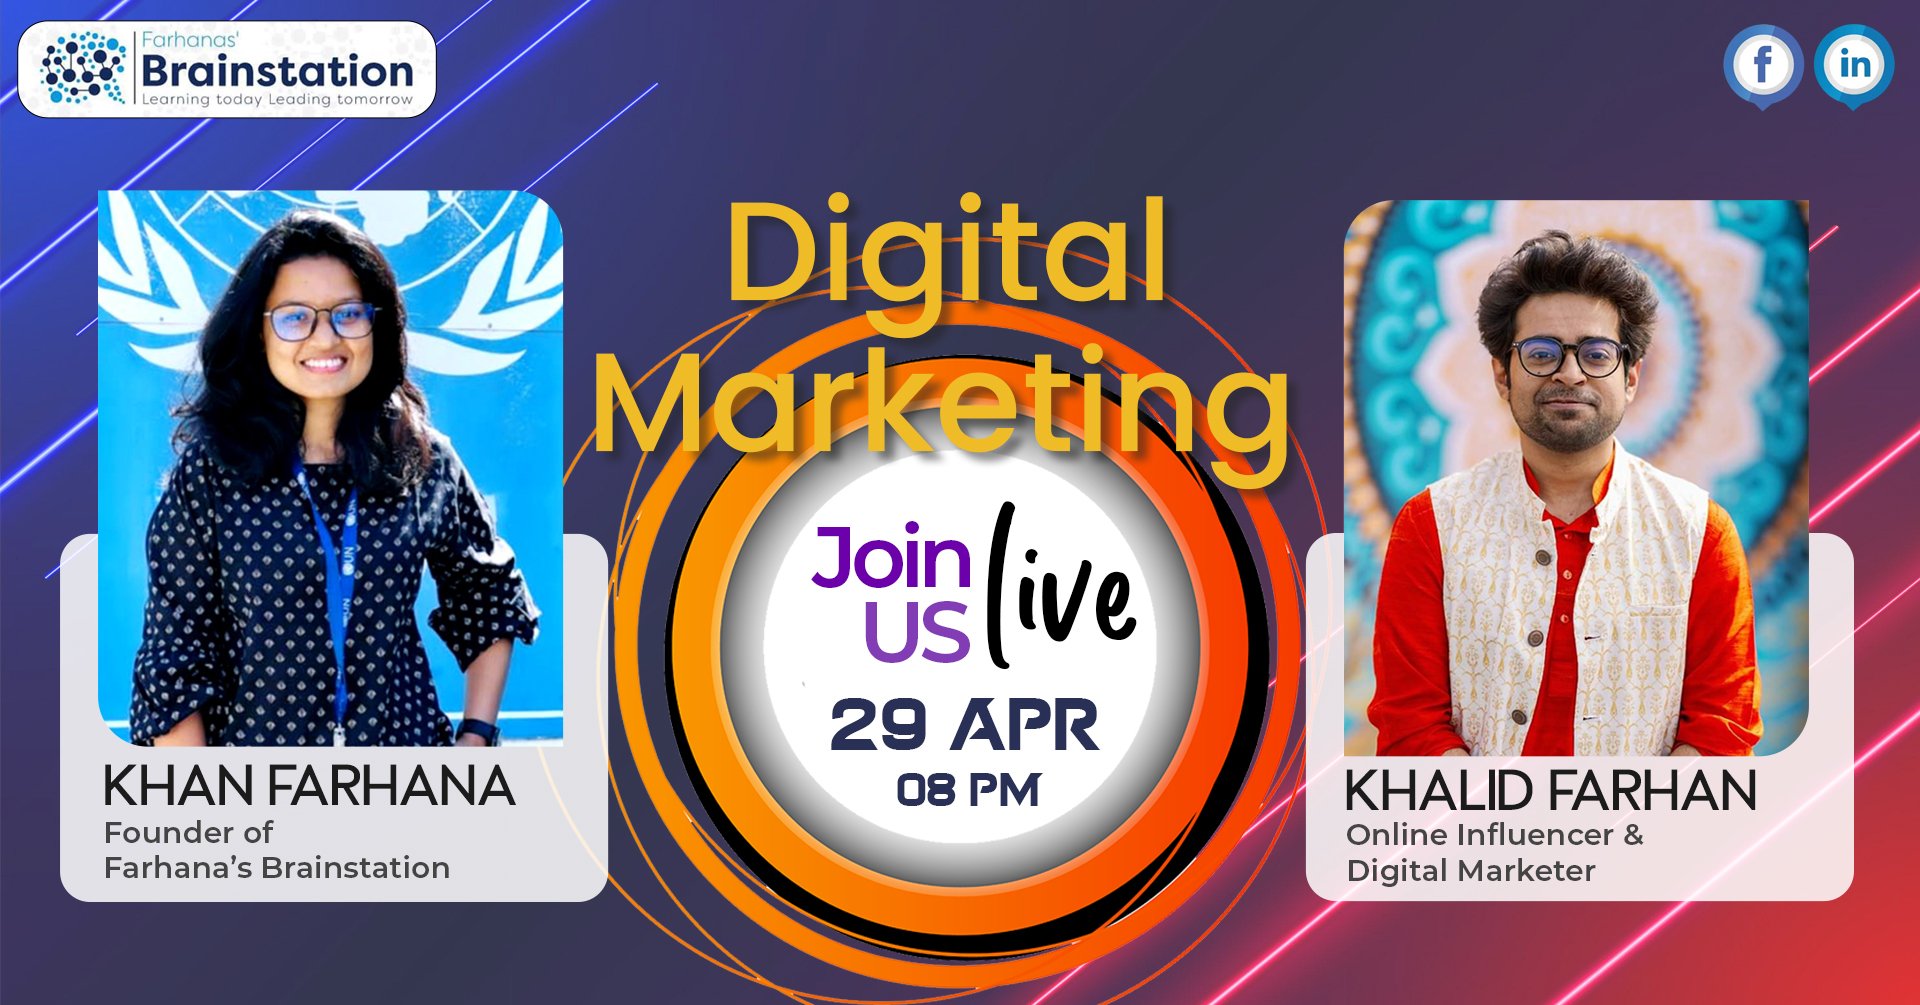 Farhanas'
Brainstation
Learning today Leading tomorrow
f
in
Digital
Marketing
Join
US
live
29 APR
08 PM
KHAN FARHANA
Founder of
Farhana's Brainstation
KHALID FARHAN
Online Influencer &
Digital Marketer